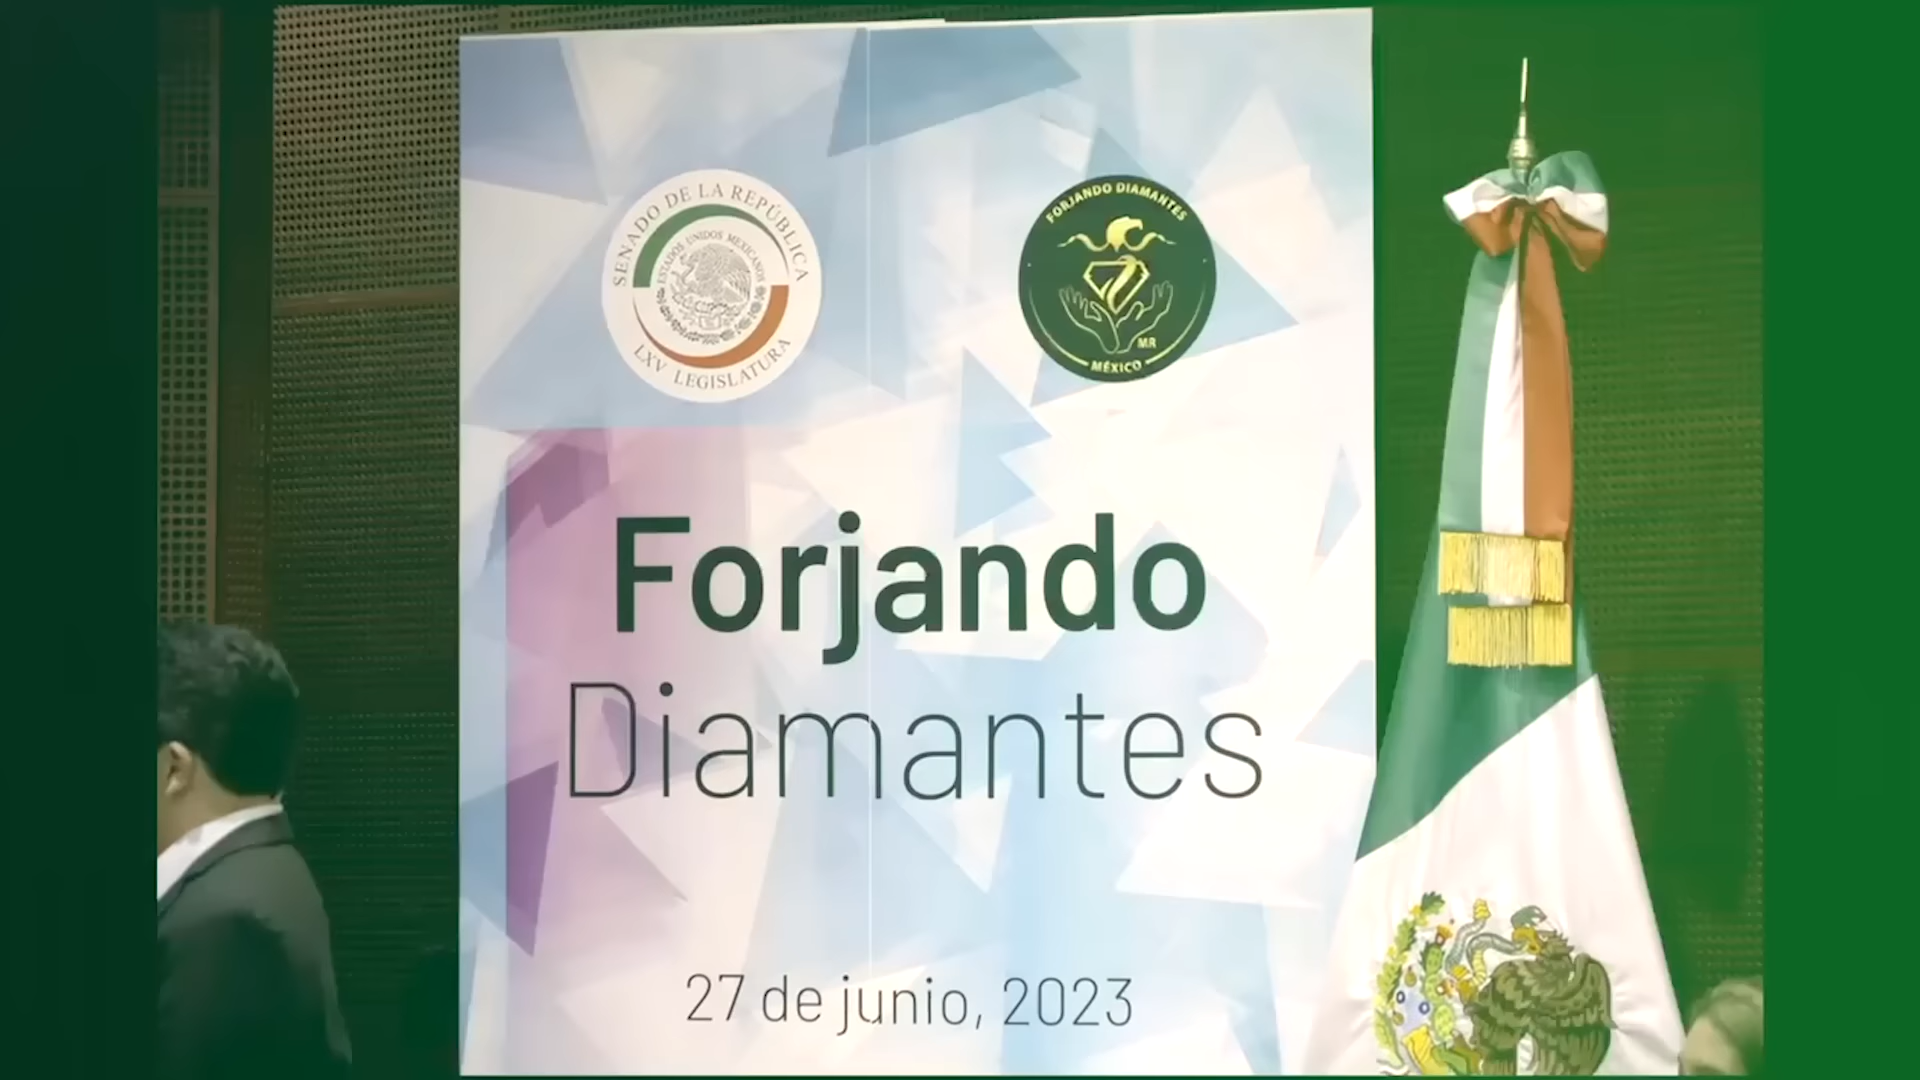 SENADO DE LA REPÚBLICA
ESTADOS UNIDOS MEXICANOS
LXV LEGISLATURA
FORJANDO DIAMANTES
MR
MÉXICO
Forjando
Diamantes
27 de junio, 2023